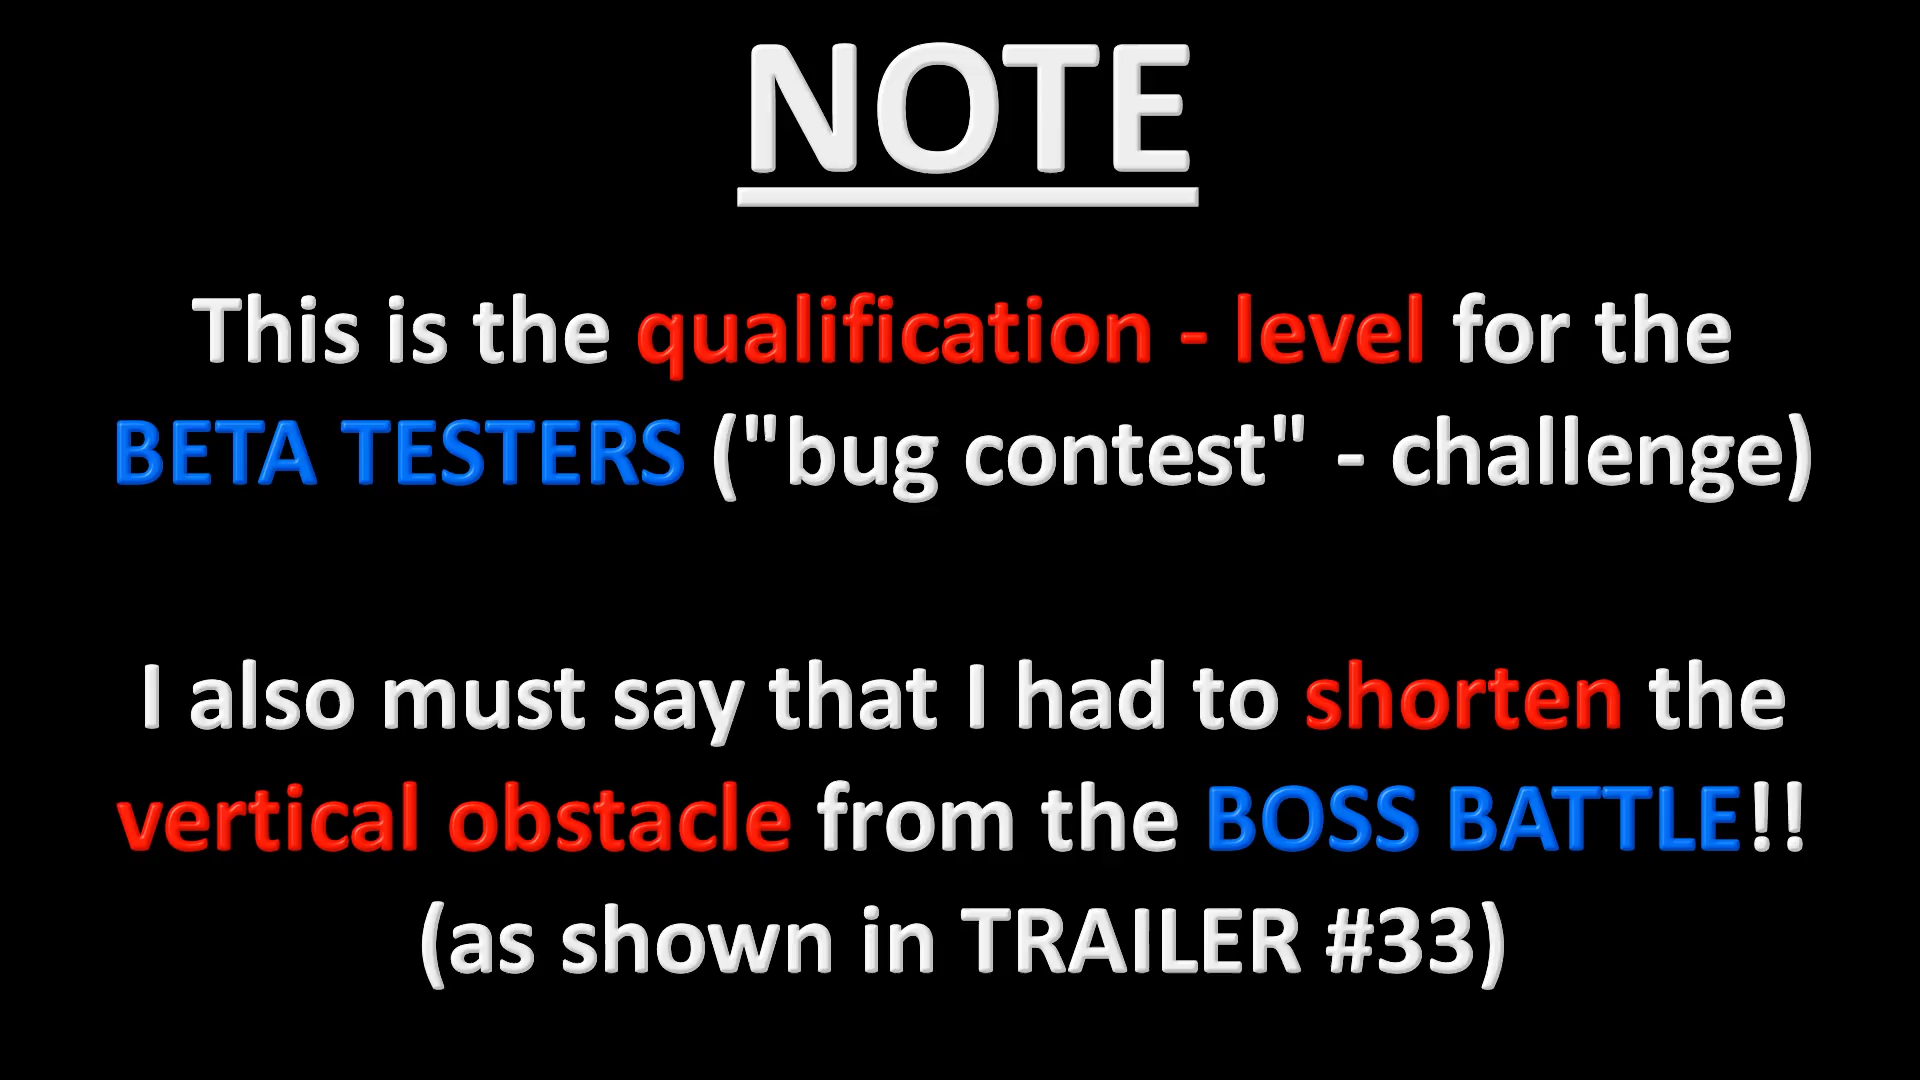 NOTE
This is the qualification - level for the
BETA TESTERS ("bug contest" - challenge)
I also must say that I had to shorten the
vertical obstacle from the BOSS BATTLE!!
(as shown in TRAILER #33)